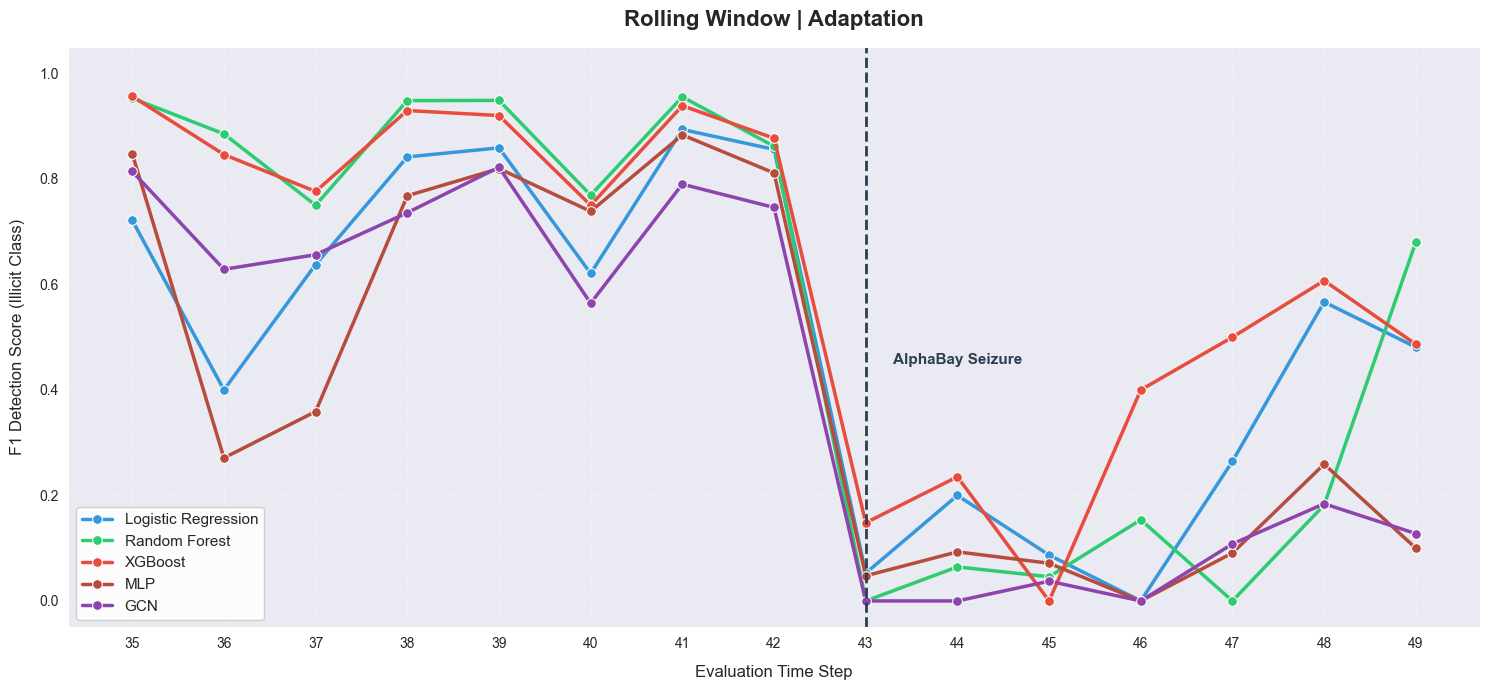 Rolling Window | Adaptation
F1 Detection Score (Illicit Class)
1.0
0.8
0.6
0.4
0.2
0.0
AlphaBay Seizure
Logistic Regression
Random Forest
XGBoost
MLP
GCN
35 36 37 38 39 40 41 42 43 44 45 46 47 48 49
Evaluation Time Step